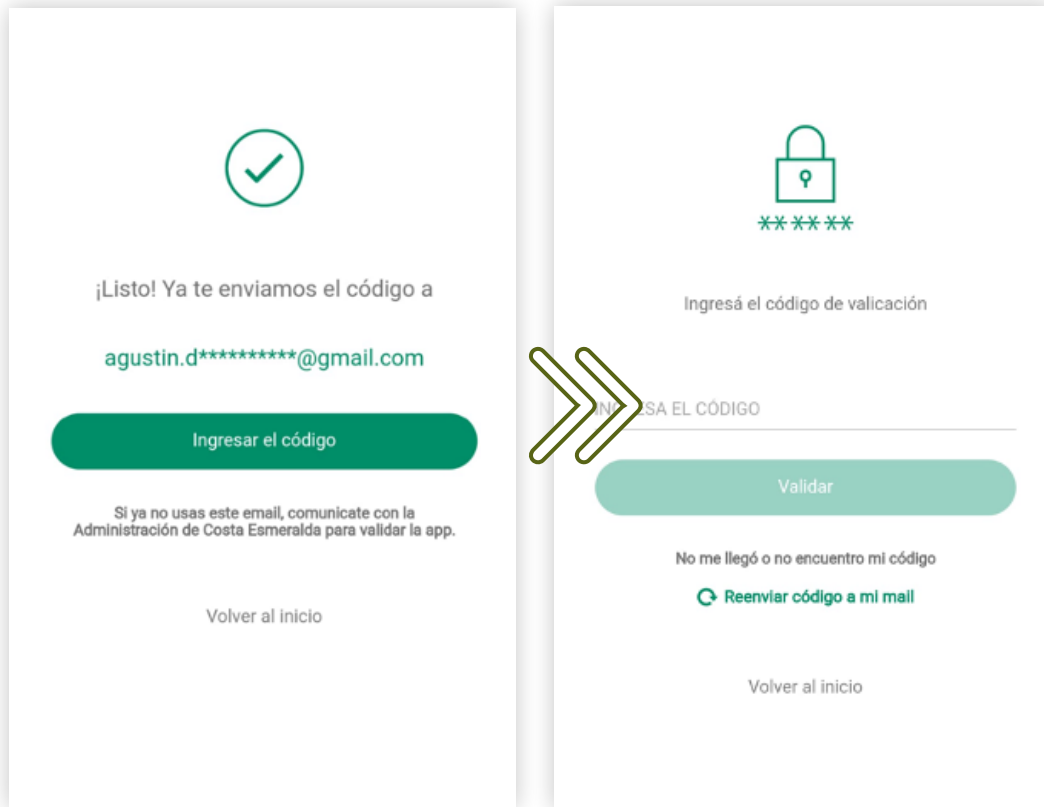 ¡Listo! Ya te enviamos el código a
agustin.d**********@gmail.com
Ingresar el código
Si ya no usas este email, comunicate con la
Administración de Costa Esmeralda para validar la app.
Volver al inicio
******
Ingresá el código de valicación
EL CÓDIGO
Validar
No me llegó o no encuentro mi código
Reenviar código a mi mail
Volver al inicio